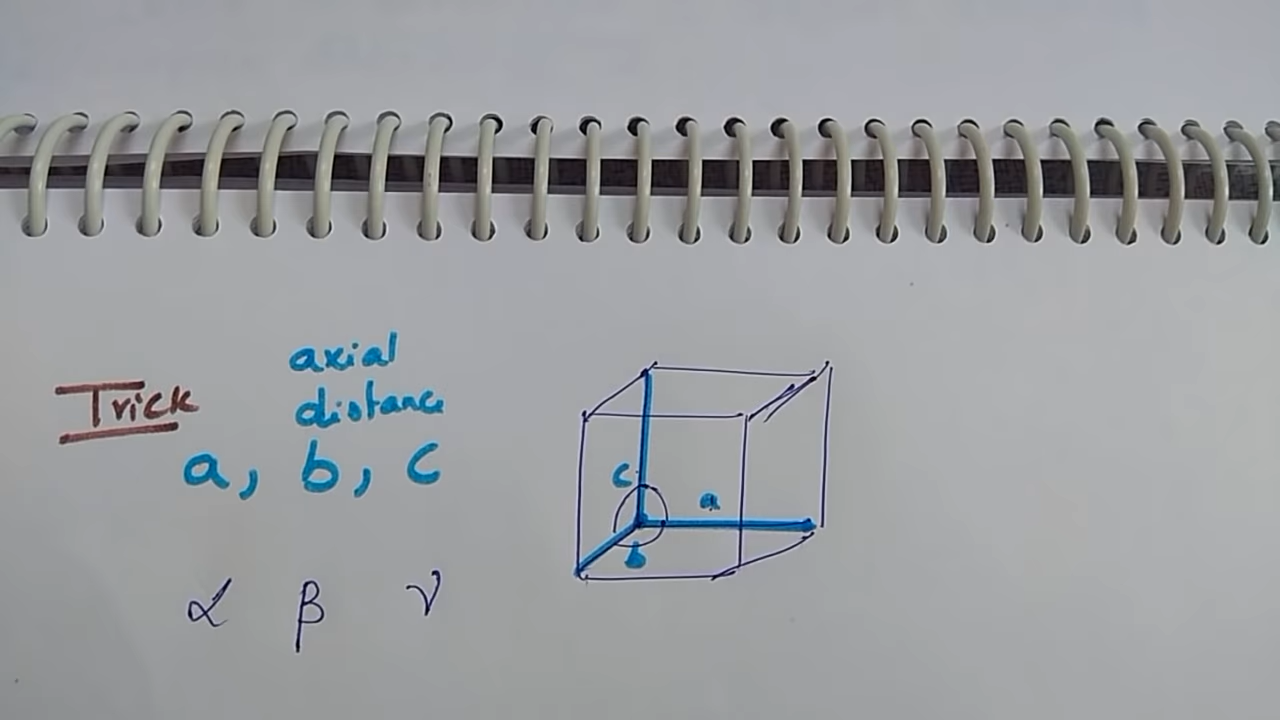 axial
Trick distance
a, b, c
α β γ
c
a
b